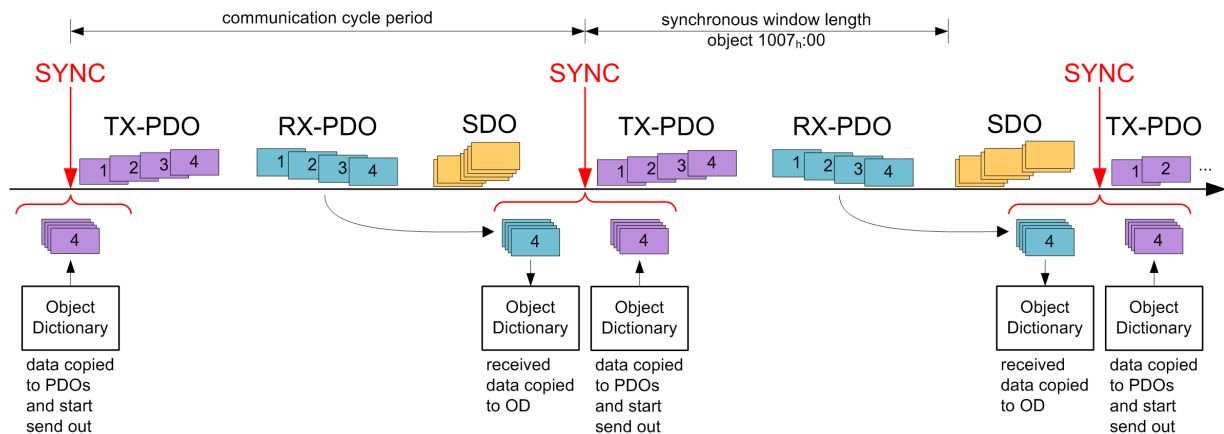 communication cycle period
synchronous window length
object 1007ₕ:00
SYNC
SYNC
SYNC
TX-PDO
RX-PDO
SDO
TX-PDO
RX-PDO
SDO
TX-PDO
1 2 3 4
1 2 3 4
1 2 3 4
1 2 3 4
1 2 ...
4
4
4
4
4
Object
Dictionary
Object
Dictionary
Object
Dictionary
Object
Dictionary
Object
Dictionary
data copied
to PDOs
and start
send out
received
data copied
to OD
data copied
to PDOs
and start
send out
received
data copied
to OD
data copied
to PDOs
and start
send out